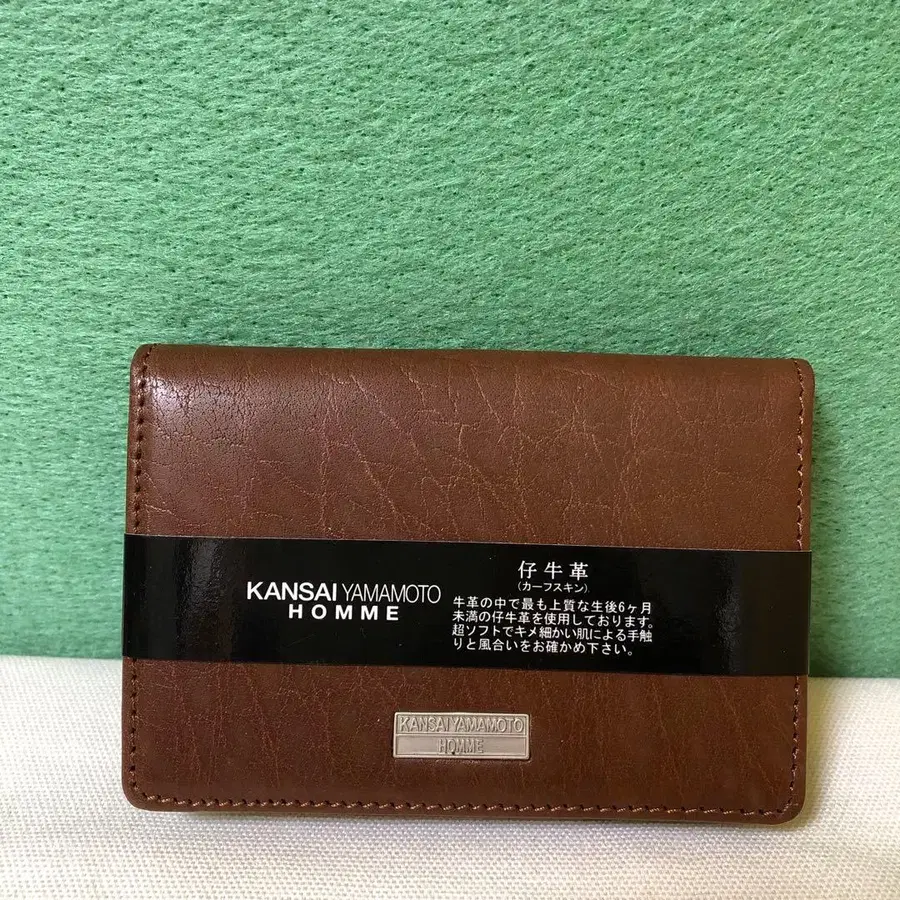 KANSAI YAMAMOTO
HOMME
仔牛革
(カーフスキン)
牛革の中で最も上質な生後6ヶ月
未満の仔牛革を使用しております。
超ソフトでキメ細かい肌による手触
りと風合いをお確かめ下さい。
KANSAI YAMAMOTO
HOMME